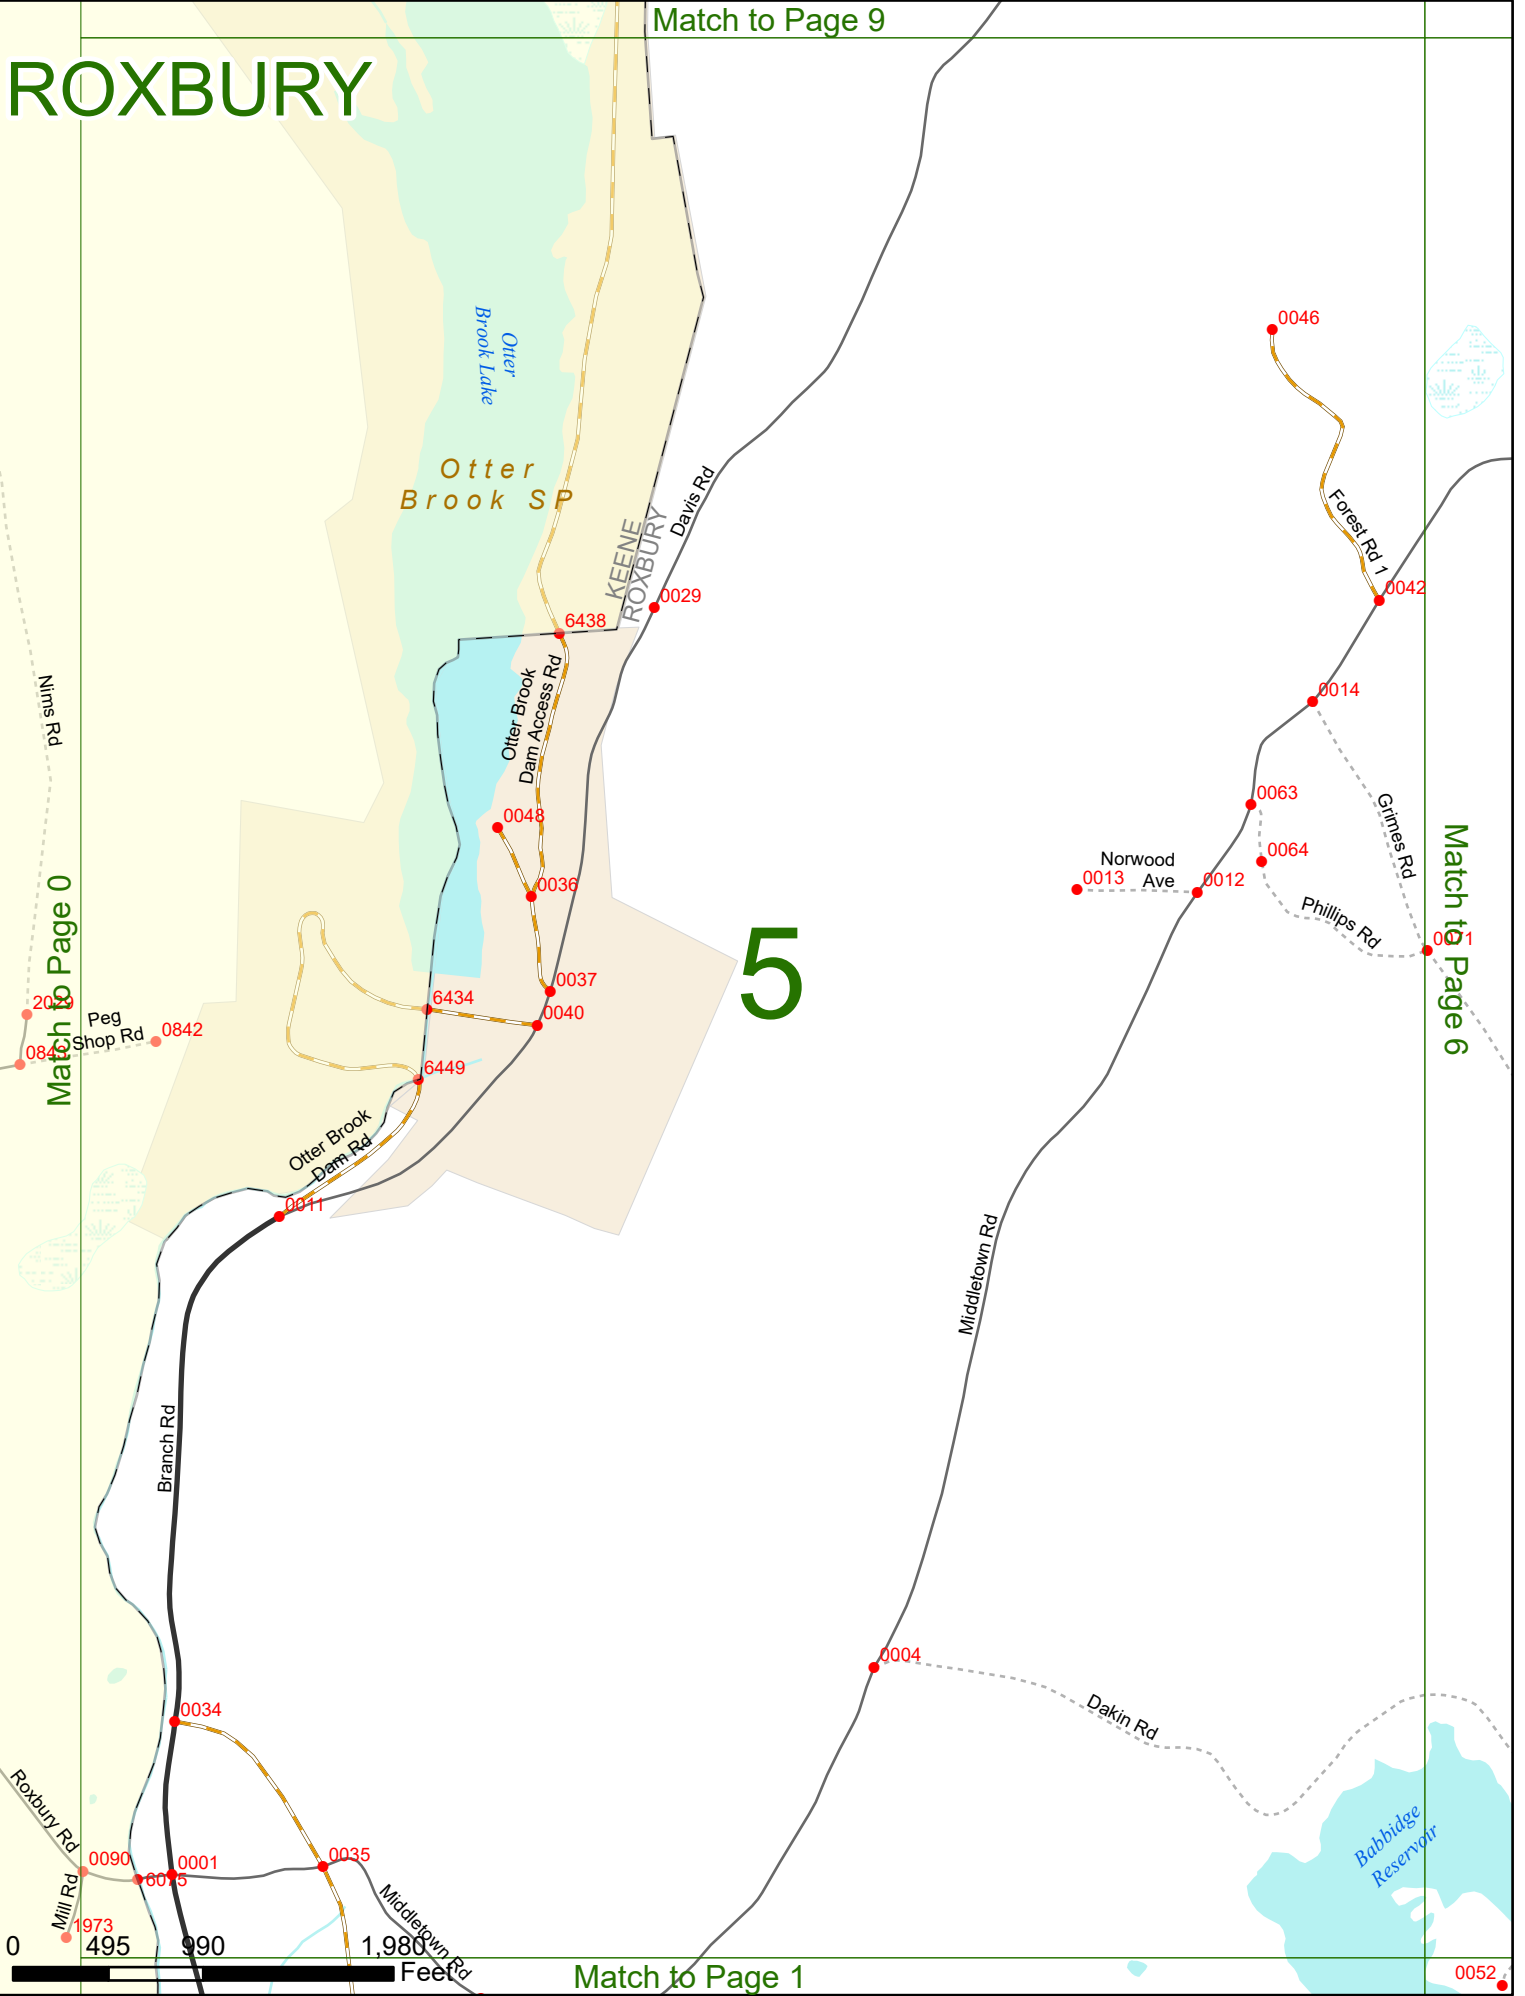 Match to Page 9
ROXBURY
0046
Otter
Brook Lake
Otter
Brook SP
Davis Rd
KEENE
ROXBURY
Forest Rd 1
0042
0029
6438
Nims Rd
Otter Brook
Dam Access Rd
0014
0063
Grimes Rd
0048
0064
Norwood
Ave
0013
0012
0036
Match to Page 0
Match to Page 6
Phillips Rd
0071
5
0037
6434
0040
2029
Peg
Shop Rd
0842
0843
6449
Otter Brook
Dam Rd
0011
Middletown Rd
Branch Rd
0004
Dakin Rd
0034
Roxbury Rd
Babbidge
Reservoir
0090
6075
0001
0035
Mill Rd
1973
Middletown Rd
0
495
990
1,980
Feet
Match to Page 1
0052